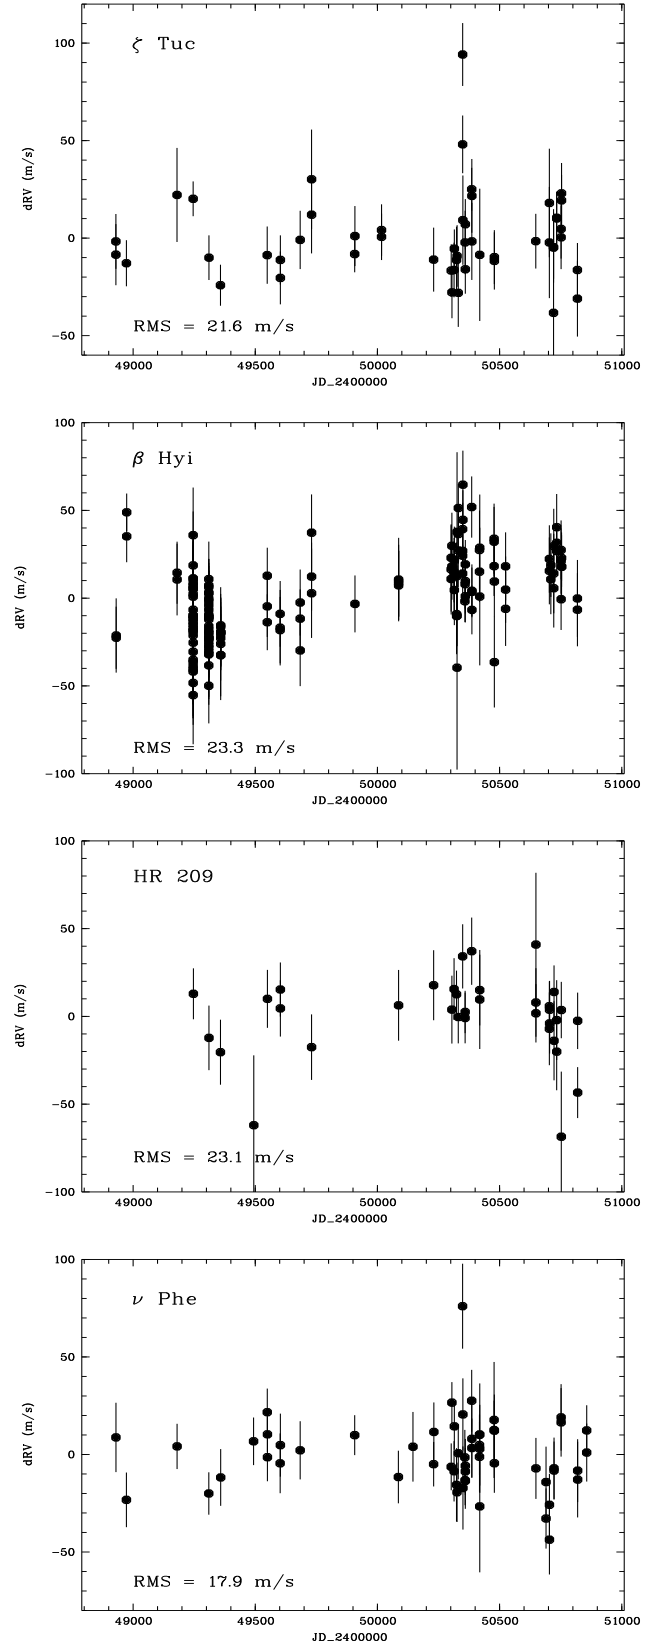 ζ Tuc
100
50
0
−50
dRV (m/s)
RMS = 21.6 m/s
49000 49500 50000 50500 51000
JD_2400000
β Hyi
100
50
0
−50
−100
dRV (m/s)
RMS = 23.3 m/s
49000 49500 50000 50500 51000
JD_2400000
HR 209
100
50
0
−50
−100
dRV (m/s)
RMS = 23.1 m/s
49000 49500 50000 50500 51000
JD_2400000
ν Phe
100
50
0
−50
dRV (m/s)
RMS = 17.9 m/s
49000 49500 50000 50500 51000
JD_2400000